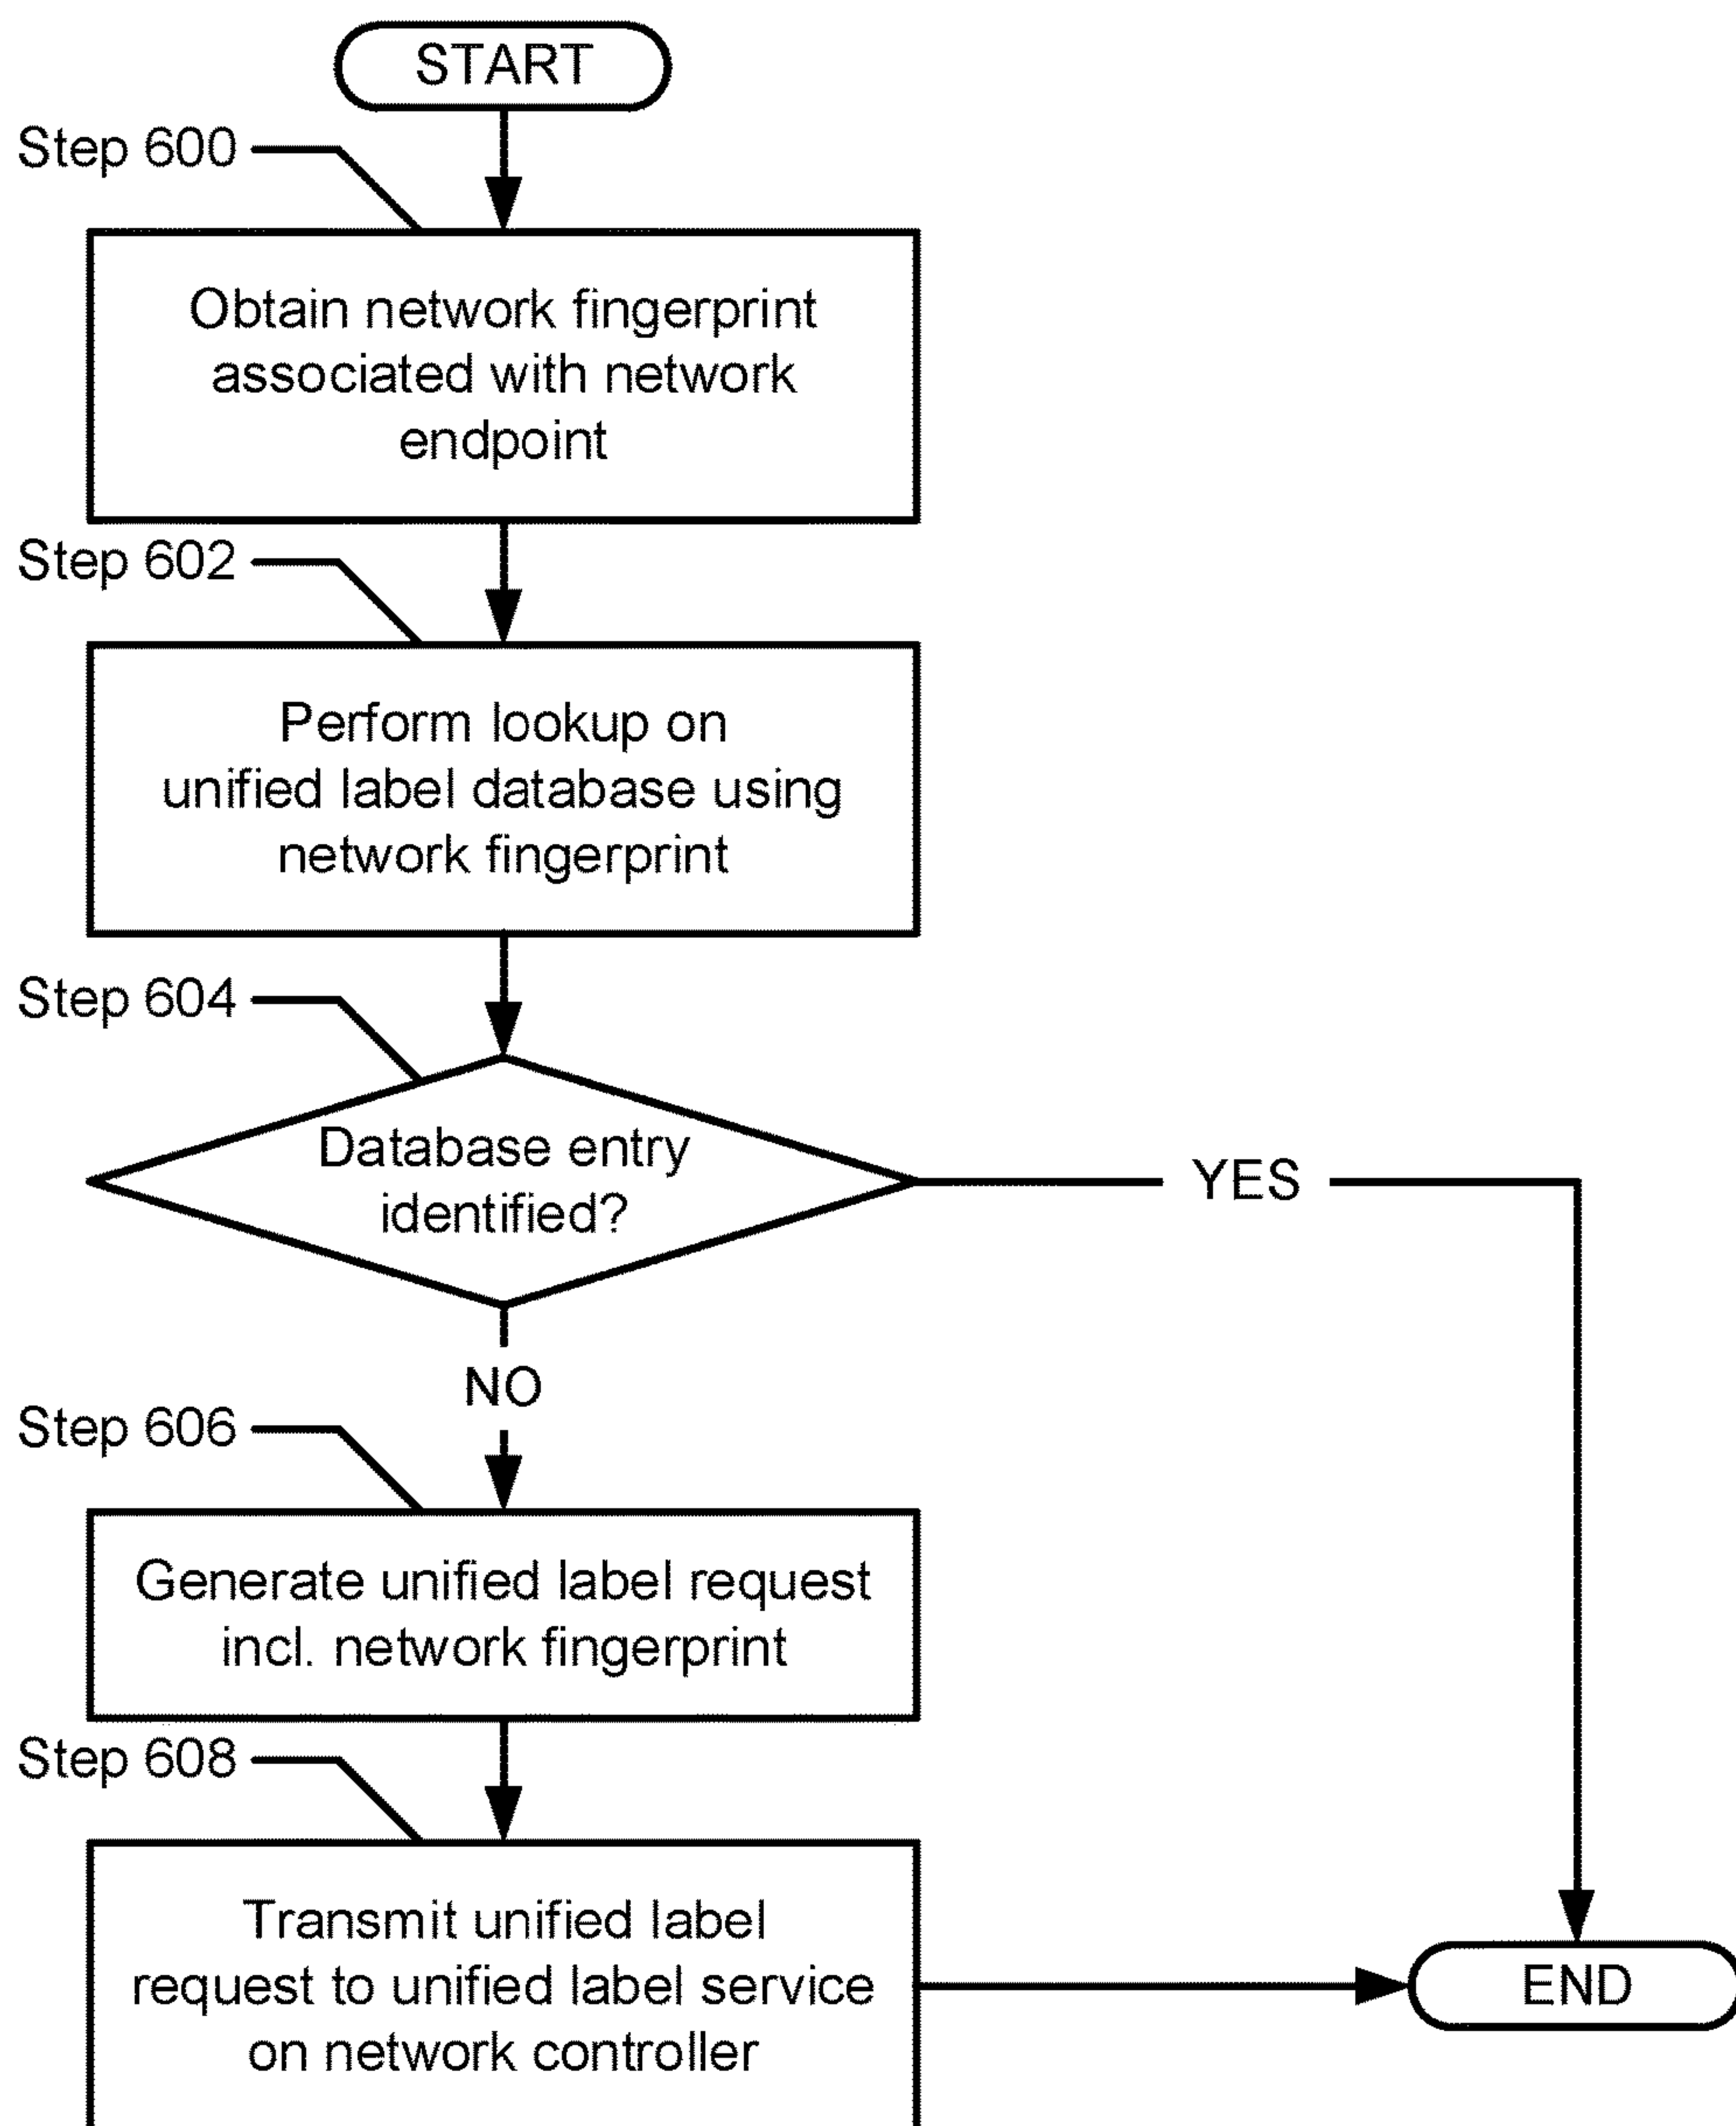 START
Step 600
Obtain network fingerprint
associated with network
endpoint
Step 602
Perform lookup on
unified label database using
network fingerprint
Step 604
Database entry
identified?
YES
NO
Step 606
Generate unified label request
incl. network fingerprint
Step 608
Transmit unified label
request to unified label service
on network controller
END